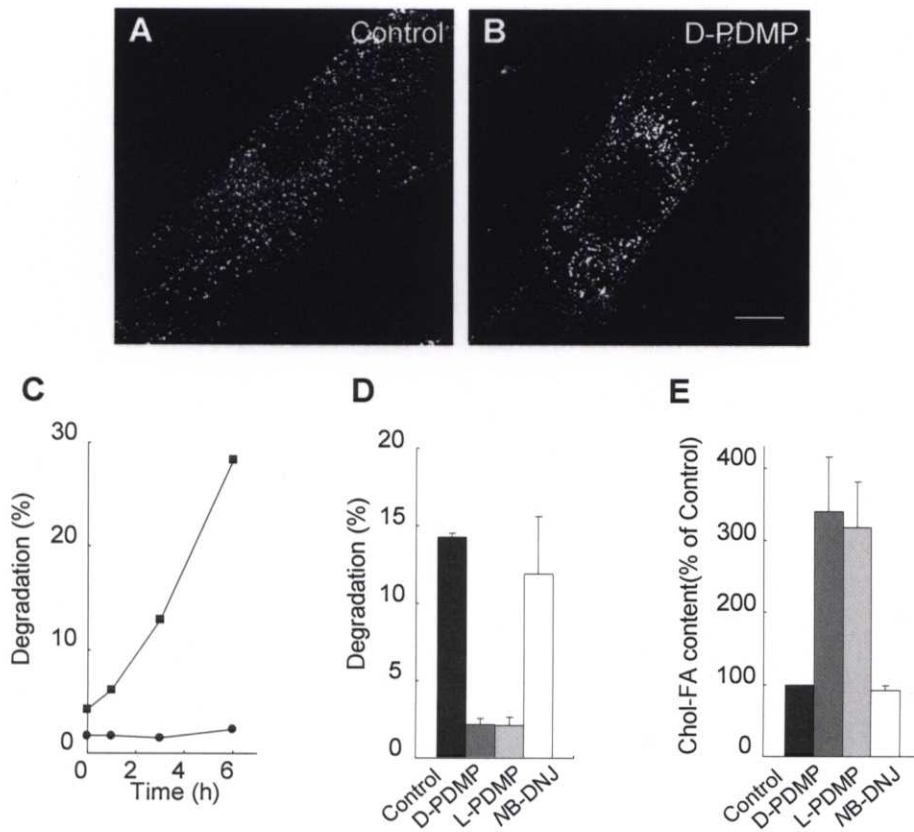 A
Control
B
D-PDMP
C
30
20
10
0
Degradation (%)
0
2
4
6
Time (h)
D
20
15
10
5
0
Degradation (%)
Control
D-PDMP
L-PDMP
NB-DNJ
E
400
300
200
100
0
Chol-FA content(% of Control)
Control
D-PDMP
L-PDMP
NB-DNJ